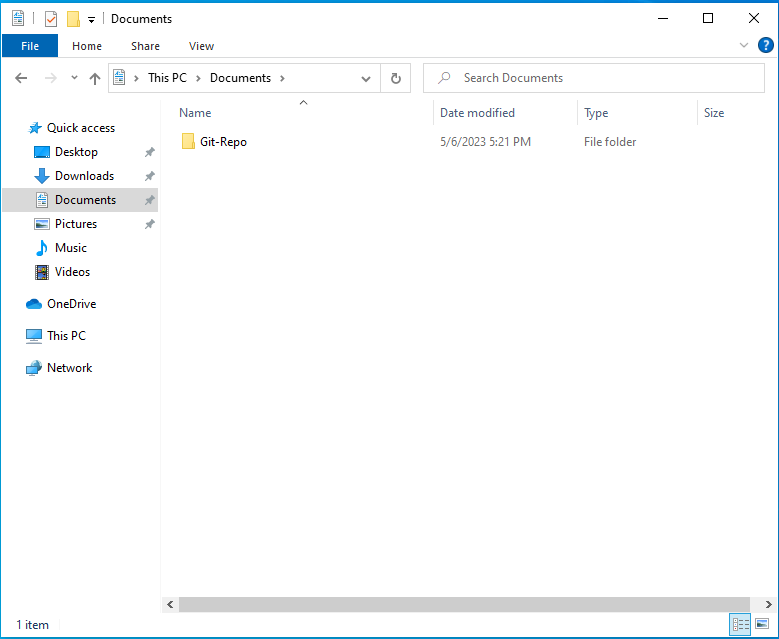 Documents
File Home Share View
?
This PC Documents
Search Documents
Name Date modified Type Size
Git-Repo 5/6/2023 5:21 PM File folder
Quick access
Desktop
Downloads
Documents
Pictures
Music
Videos
OneDrive
This PC
Network
1 item